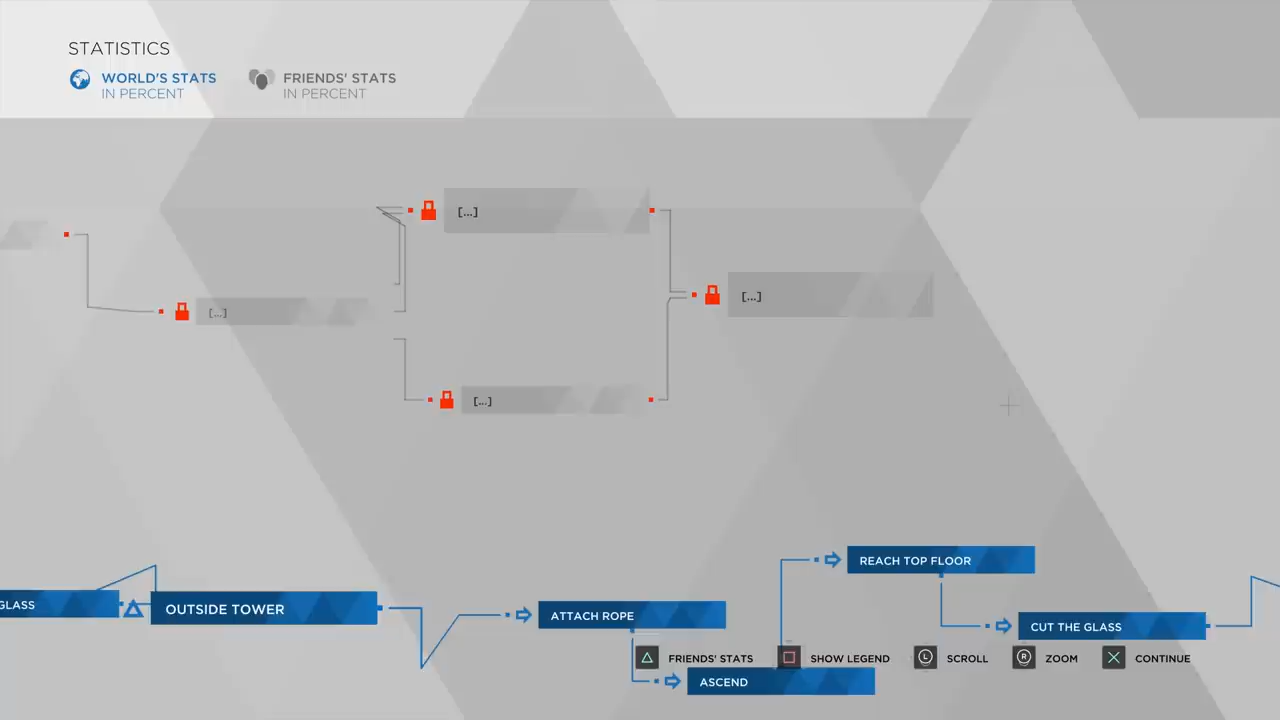 STATISTICS
WORLD'S STATS
IN PERCENT
FRIENDS' STATS
IN PERCENT
[...]
[...]
[...]
[...]
REACH TOP FLOOR
GLASS
OUTSIDE TOWER
ATTACH ROPE
CUT THE GLASS
FRIENDS' STATS
SHOW LEGEND
L
SCROLL
R
ZOOM
CONTINUE
ASCEND